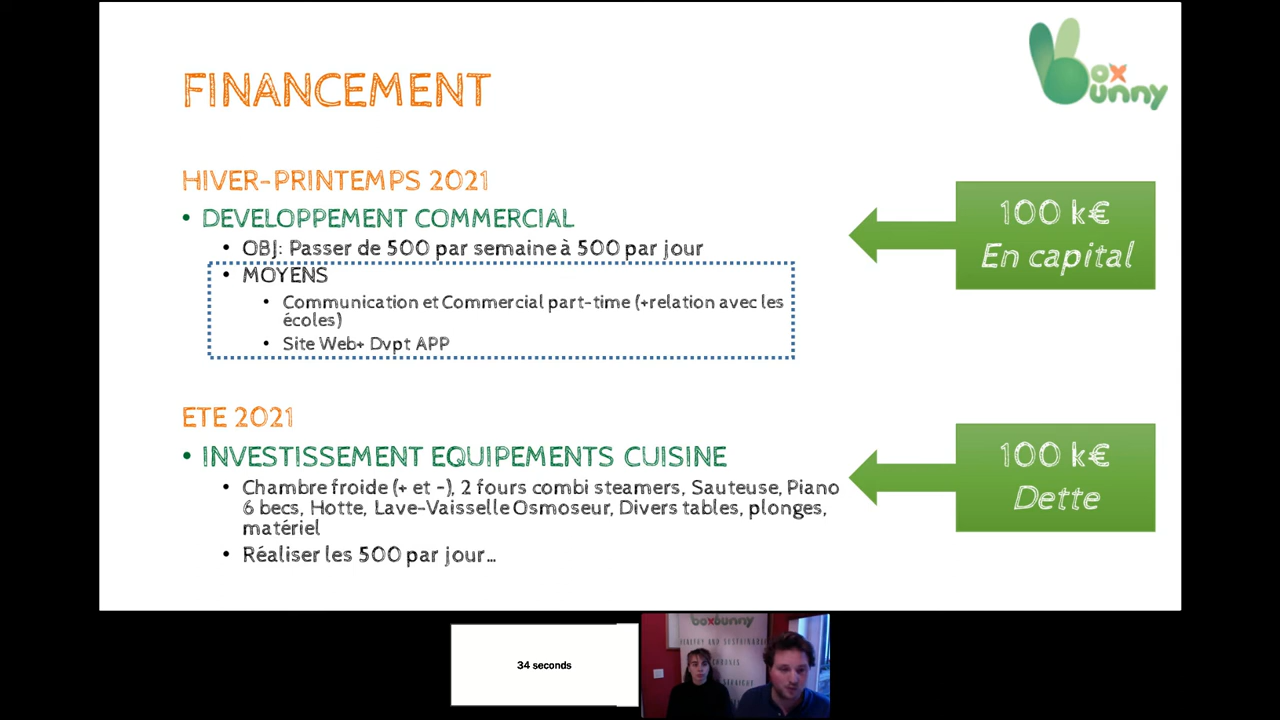 FINANCEMENT
box
bunny
HIVER-PRINTEMPS 2021
• DEVELOPPEMENT COMMERCIAL
• OBJ: Passer de 500 par semaine à 500 par jour
• MOYENS
• Communication et Commercial part-time (+relation avec les
écoles)
• Site Web+ Dvpt APP
100 k€
En capital
ETE 2021
• INVESTISSEMENT EQUIPEMENTS CUISINE
• Chambre froide (+ et -), 2 fours combi steamers, Sauteuse, Piano
6 becs, Hotte, Lave-Vaisselle Osmoseur, Divers tables, plonges,
matériel
• Réaliser les 500 par jour...
100 k€
Dette
34 seconds
boxbunny